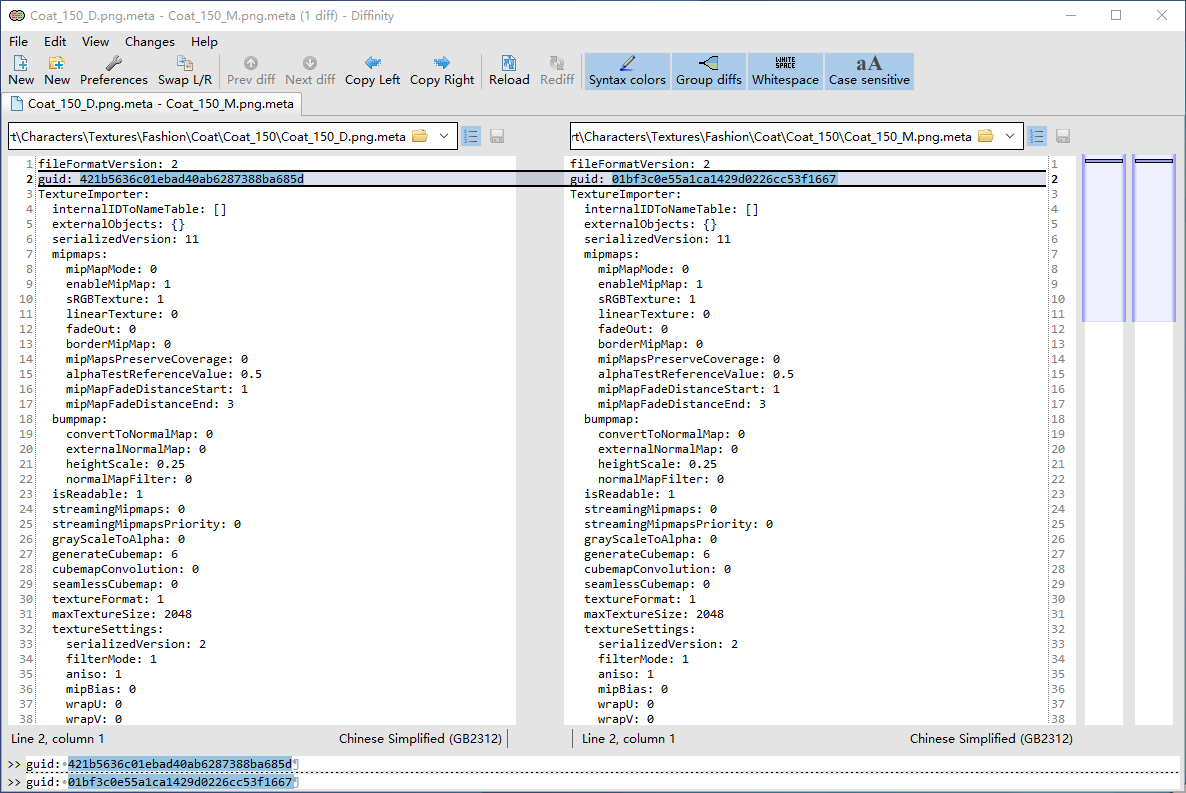 Coat_150_D.png.meta - Coat_150_M.png.meta (1 diff) - Diffinity
File Edit View Changes Help
New New Preferences Swap L/R Prev diff Next diff Copy Left Copy Right Reload Rediff Syntax colors Group diffs WHITE SPACE Whitespace aA Case sensitive
Coat_150_D.png.meta - Coat_150_M.png.meta
rt\Characters\Textures\Fashion\Coat\Coat_150\Coat_150_D.png.meta
1 fileFormatVersion: 2
2 guid: 421b5636c01ebad40ab6287388ba685d
3 TextureImporter:
4 internalIDToNameTable: []
5 externalObjects: {}
6 serializedVersion: 11
7 mipmaps:
8 mipMapMode: 0
9 enableMipMap: 1
10 sRGBTexture: 1
11 linearTexture: 0
12 fadeOut: 0
13 borderMipMap: 0
14 mipMapsPreserveCoverage: 0
15 alphaTestReferenceValue: 0.5
16 mipMapFadeDistanceStart: 1
17 mipMapFadeDistanceEnd: 3
18 bumpmap:
19 convertToNormalMap: 0
20 externalNormalMap: 0
21 heightScale: 0.25
22 normalMapFilter: 0
23 isReadable: 1
24 streamingMipmaps: 0
25 streamingMipmapsPriority: 0
26 grayScaleToAlpha: 0
27 generateCubemap: 6
28 cubemapConvolution: 0
29 seamlessCubemap: 0
30 textureFormat: 1
31 maxTextureSize: 2048
32 textureSettings:
33 serializedVersion: 2
34 filterMode: 1
35 aniso: 1
36 mipBias: 0
37 wrapU: 0
38 wrapV: 0
Line 2, column 1 Chinese Simplified (GB2312)
rt\Characters\Textures\Fashion\Coat\Coat_150\Coat_150_M.png.meta
fileFormatVersion: 2 1
guid: 01bf3c0e55a1ca1429d0226cc53f1667 2
TextureImporter: 3
internalIDToNameTable: [] 4
externalObjects: {} 5
serializedVersion: 11 6
mipmaps: 7
mipMapMode: 0 8
enableMipMap: 1 9
sRGBTexture: 1 10
linearTexture: 0 11
fadeOut: 0 12
borderMipMap: 0 13
mipMapsPreserveCoverage: 0 14
alphaTestReferenceValue: 0.5 15
mipMapFadeDistanceStart: 1 16
mipMapFadeDistanceEnd: 3 17
bumpmap: 18
convertToNormalMap: 0 19
externalNormalMap: 0 20
heightScale: 0.25 21
normalMapFilter: 0 22
isReadable: 1 23
streamingMipmaps: 0 24
streamingMipmapsPriority: 0 25
grayScaleToAlpha: 0 26
generateCubemap: 6 27
cubemapConvolution: 0 28
seamlessCubemap: 0 29
textureFormat: 1 30
maxTextureSize: 2048 31
textureSettings: 32
serializedVersion: 2 33
filterMode: 1 34
aniso: 1 35
mipBias: 0 36
wrapU: 0 37
wrapV: 0 38
Line 2, column 1 Chinese Simplified (GB2312)
>> guid:·421b5636c01ebad40ab6287388ba685d¶
>> guid:·01bf3c0e55a1ca1429d0226cc53f1667¶